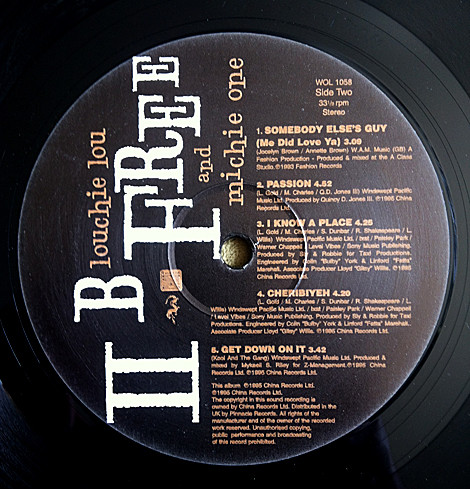 II B FREE
louchie lou
and
michie one
WOL 1058
Side Two
33⅓ rpm
Stereo
1. SOMEBODY ELSE'S GUY
(Me Did Love Ya) 3.09
(Jocelyn Brown / Annette Brown) W.A.M. Music (GB) A
Fashion Production - Produced & mixed at the A Class
Studio.℗1993 Fashion Records
2. PASSION 4.52
(L. Gold / M. Charles / Q.D. Jones III) Windswept Pacific
Music Ltd./ Produced by Quincy D. Jones III. ℗1995 China
Records Ltd.
3. I KNOW A PLACE 4.25
(L. Gold / M. Charles / S. Dunbar / R. Shakespeare / L.
Willis) Windswept Pacific Music Ltd. / Ixat / Paisley Park /
Warner Chappell / Level Vibes / Sony Music Publishing.
Produced by Sly & Robbie for Taxi Productions.
Engineered by Colin "Bulby" York & Linford "Fatta"
Marshall. Associate Producer Lloyd "Gitsy" Willis. ℗1995
China Records Ltd.
4. CHERIBIYEH 4.20
(L. Gold / M. Charles / S. Dunbar / R. Shakespeare / L.
Willis) Windswept Pacific Music Ltd. / Ixat / Paisley Park / Warner
Chappell / Level Vibes / Sony Music Publishing. Produced by Sly & Robbie for
Taxi Productions. Engineered by Colin "Bulby" York & Linford "Fatta" Marshall.
Associate Producer Lloyd "Gitsy" Willis. ℗1995 China Records Ltd.
5. GET DOWN ON IT 3.42
(Kool And The Gang) Windswept Pacific Music Ltd. Produced &
mixed by Mykaell S. Riley for Z-Management.℗1995 China
Records Ltd. ℗1995 China Records Ltd.
This album ℗1995 China Records Ltd.
©1995 China Records Ltd.
The copyright in this sound recording is
owned by China Records Ltd. Distributed in the
UK by Pinnacle Records. All rights of the
manufacturer and of the owner of the recorded
work reserved. Unauthorised copying,
public performance and broadcasting
of this record prohibited.